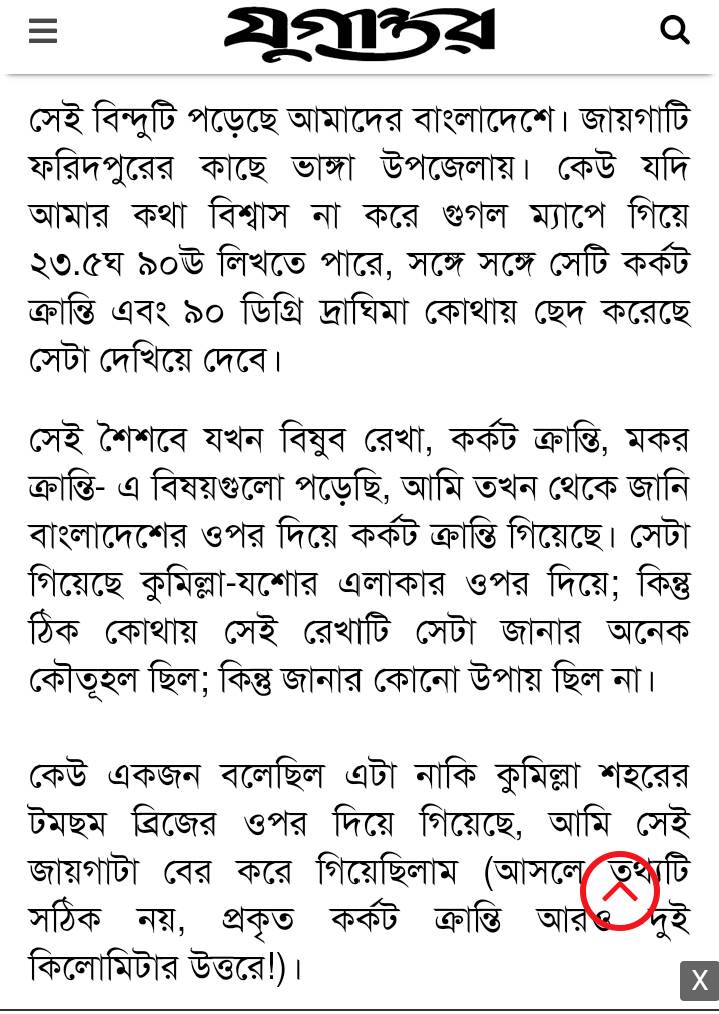 যুগান্তর
সেই বিন্দুটি পড়েছে আমাদের বাংলাদেশে। জায়গাটি
ফরিদপুরের কাছে ভাঙ্গা উপজেলায়। কেউ যদি
আমার কথা বিশ্বাস না করে গুগল ম্যাপে গিয়ে
২৩.৫ঘ ৯০ঊ লিখতে পারে, সঙ্গে সঙ্গে সেটি কর্কট
ক্রান্তি এবং ৯০ ডিগ্রি দ্রাঘিমা কোথায় ছেদ করেছে
সেটা দেখিয়ে দেবে।
সেই শৈশবে যখন বিষুব রেখা, কর্কট ক্রান্তি, মকর
ক্রান্তি- এ বিষয়গুলো পড়েছি, আমি তখন থেকে জানি
বাংলাদেশের ওপর দিয়ে কর্কট ক্রান্তি গিয়েছে। সেটা
গিয়েছে কুমিল্লা-যশোর এলাকার ওপর দিয়ে; কিন্তু
ঠিক কোথায় সেই রেখাটি সেটা জানার অনেক
কৌতূহল ছিল; কিন্তু জানার কোনো উপায় ছিল না।
কেউ একজন বলেছিল এটা নাকি কুমিল্লা শহরের
টমছম ব্রিজের ওপর দিয়ে গিয়েছে, আমি সেই
জায়গাটা বের করে গিয়েছিলাম (আসলে তথ্যটি
সঠিক নয়, প্রকৃত কর্কট ক্রান্তি আরও দুই
কিলোমিটার উত্তরে!)।
X